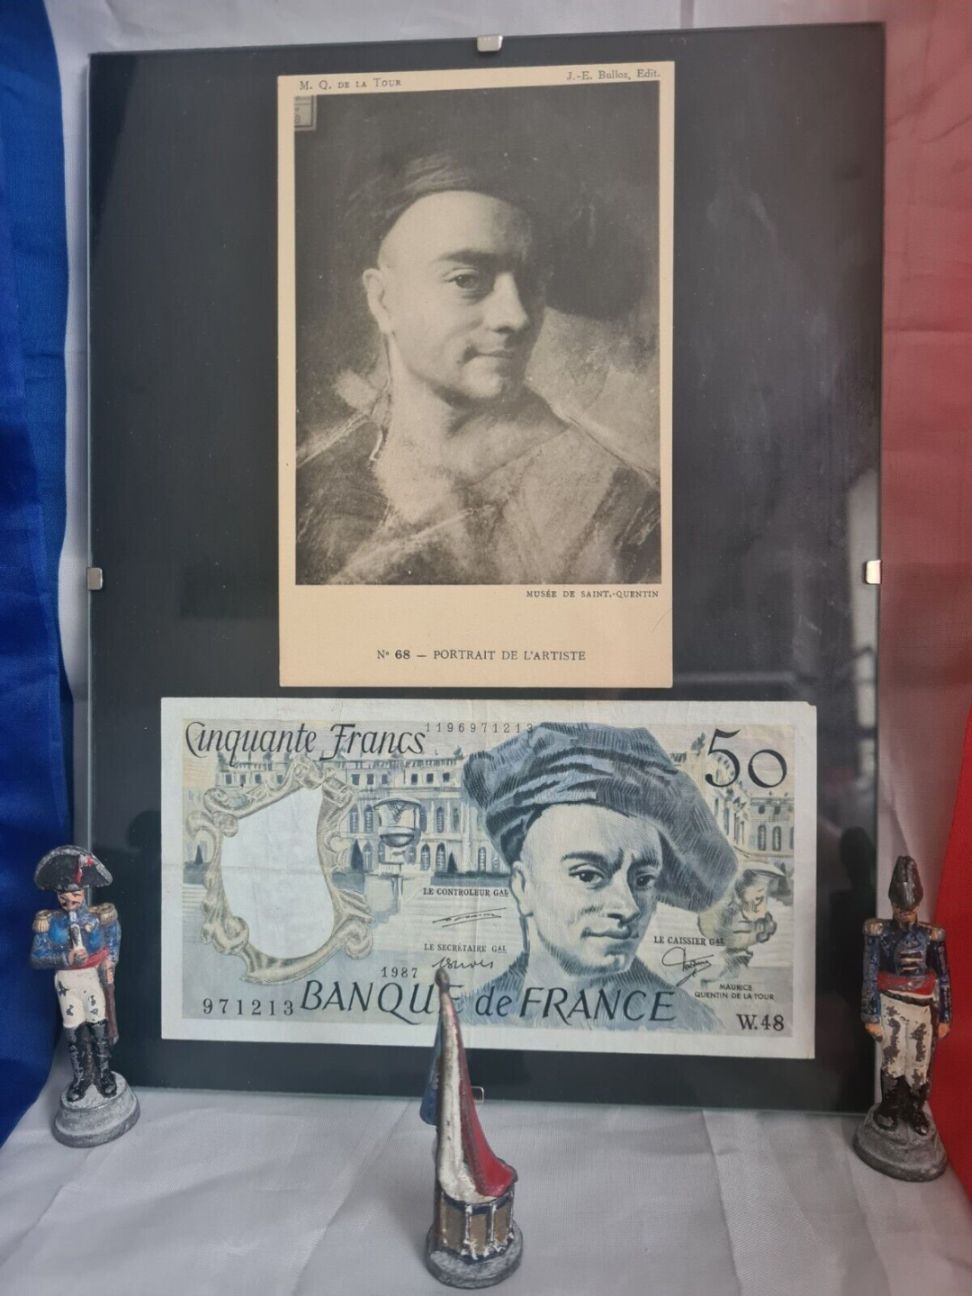 M. Q. DE LA TOUR
J.-E. Bulloz, Edit.
MUSÉE DE SAINT.-QUENTIN
Nº 68 — PORTRAIT DE L'ARTISTE
Cinquante Francs
1196971213
50
LE CONTROLEUR GAL
LE SECRÉTAIRE GAL
LE CAISSIER GAL
1987
MAURICE
QUENTIN DE LA TOUR
971213
BANQUE de FRANCE
W.48